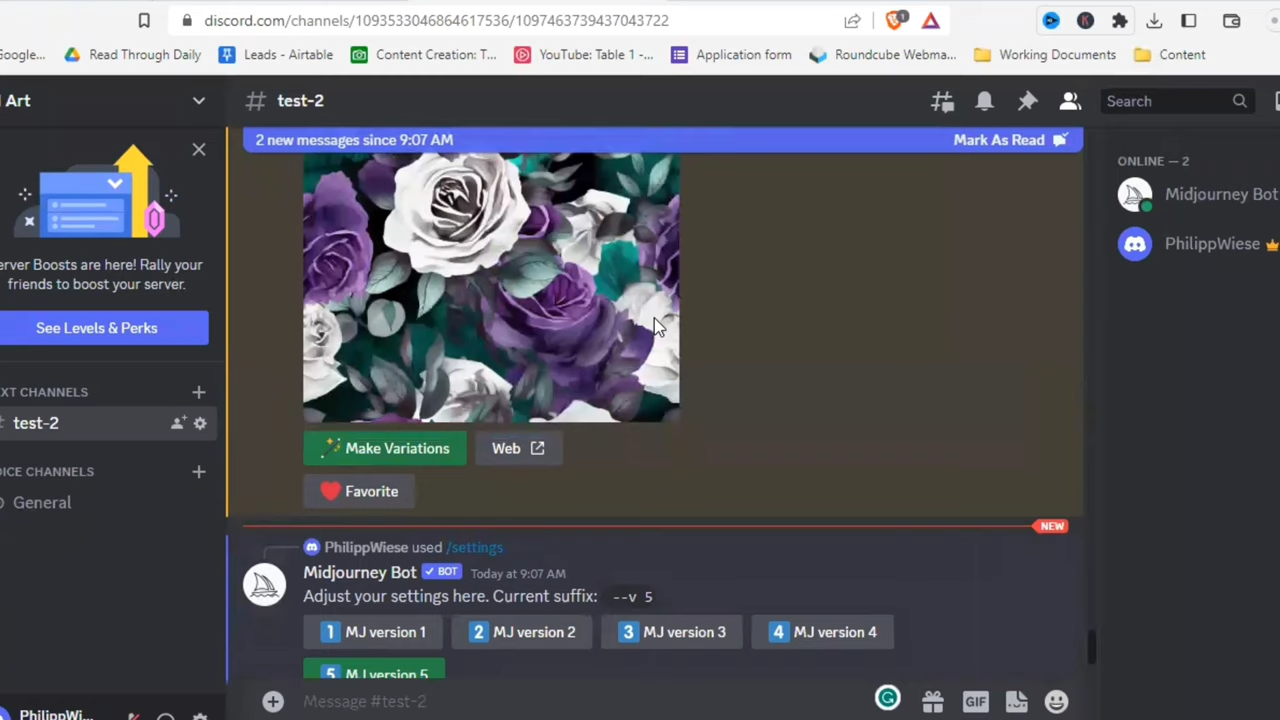 discord.com/channels/1093533046864617536/1097463739437043722
1
Google...
Read Through Daily
Leads - Airtable
Content Creation: T...
YouTube: Table 1 -...
Application form
Roundcube Webma...
Working Documents
Content
Art
test-2
Search
2 new messages since 9:07 AM
Mark As Read
ONLINE — 2
Midjourney Bot
PhilippWiese
erver Boosts are here! Rally your
friends to boost your server.
See Levels & Perks
EXT CHANNELS
test-2
OICE CHANNELS
General
Make Variations
Web
Favorite
NEW
PhilippWiese used /settings
Midjourney Bot BOT Today at 9:07 AM
Adjust your settings here. Current suffix: --v 5
1 MJ version 1
2 MJ version 2
3 MJ version 3
4 MJ version 4
5 MJ version 5
Message #test-2
GIF
PhilippWi...